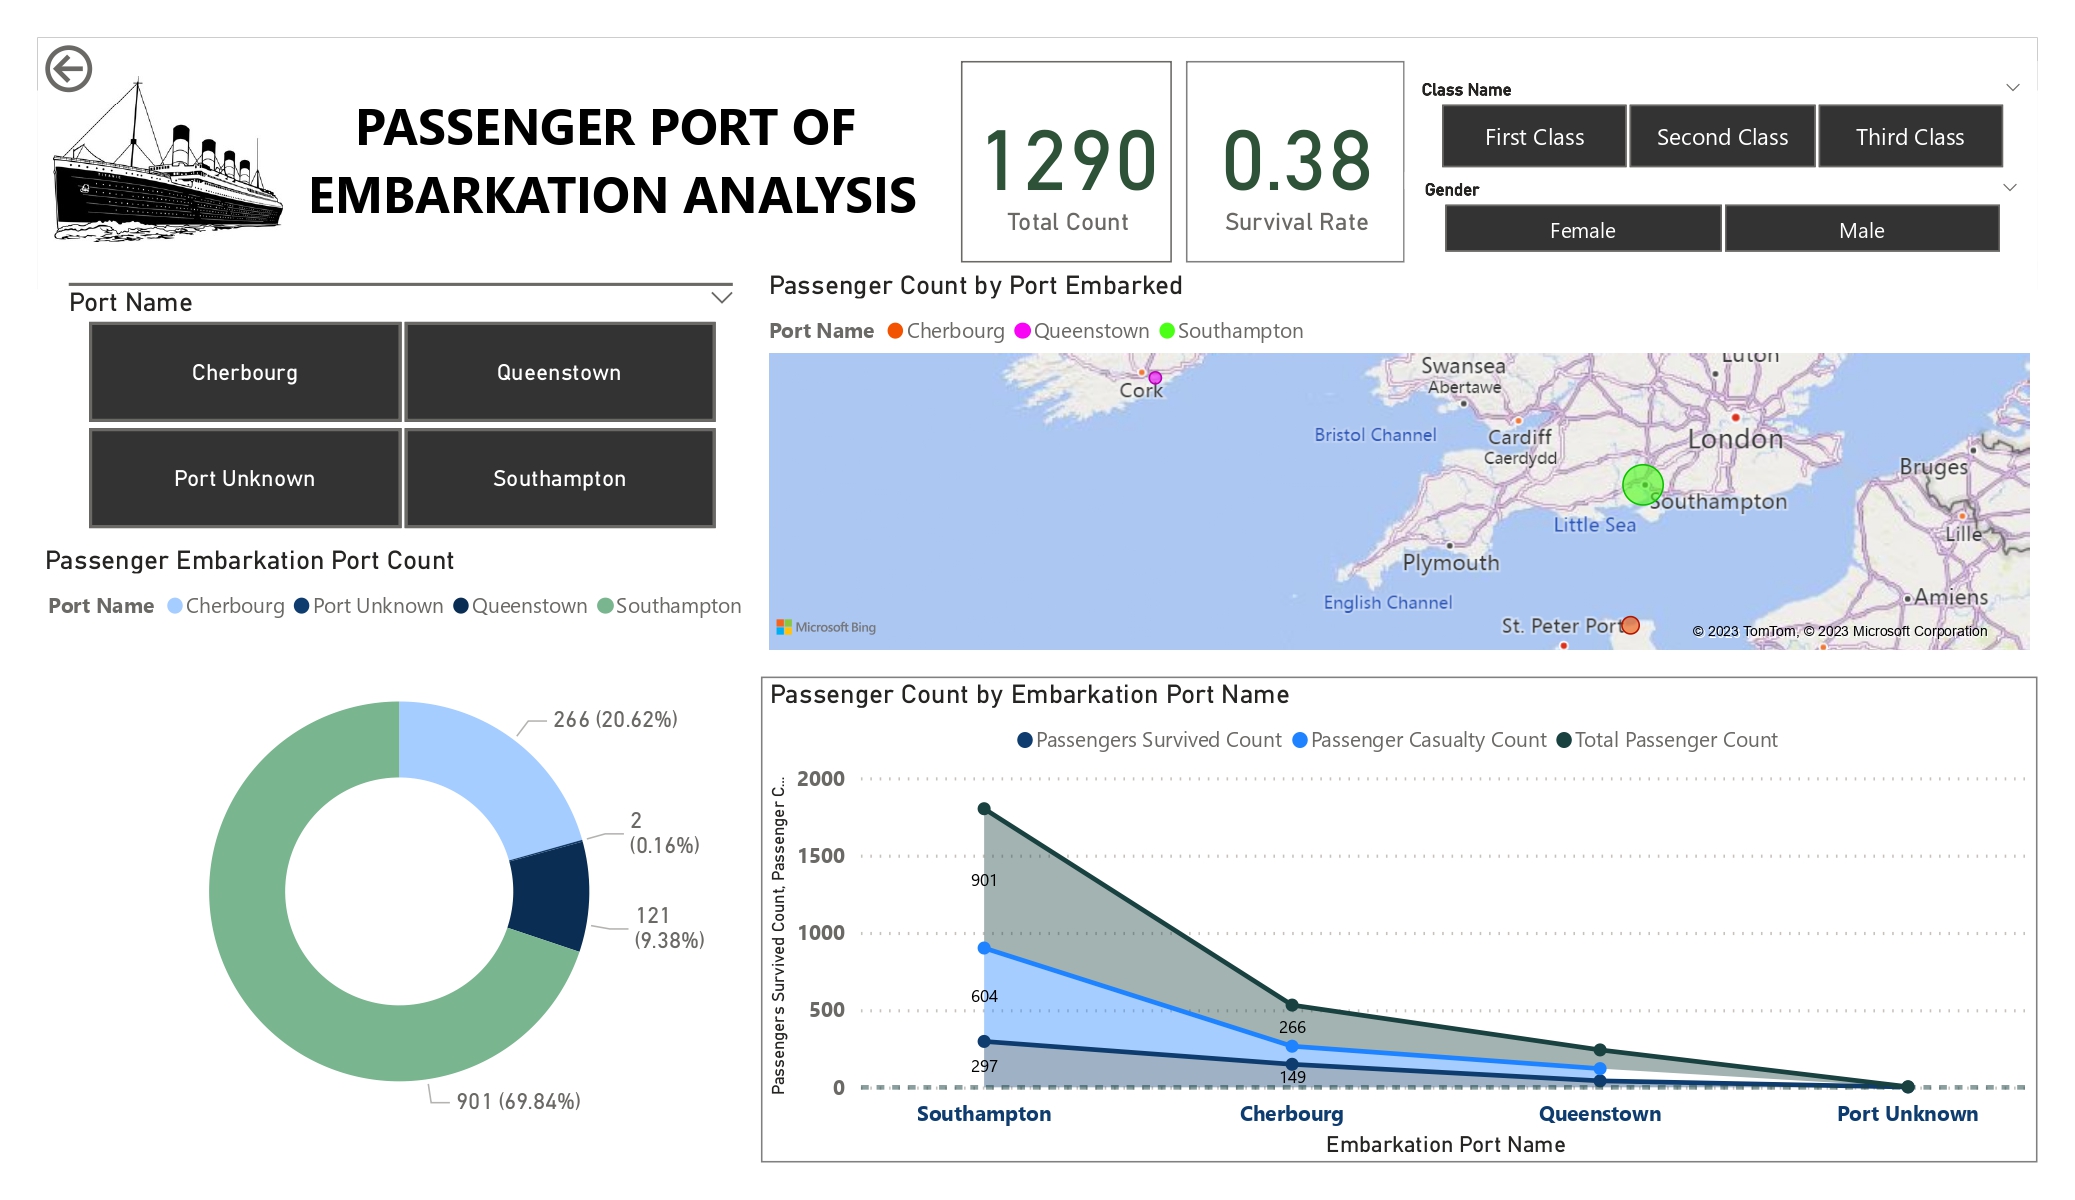 PASSENGER PORT OF
EMBARKATION ANALYSIS
1290
Total Count
0.38
Survival Rate
Class Name
First Class
Second Class
Third Class
Gender
Female
Male
Port Name
Cherbourg
Queenstown
Port Unknown
Southampton
Passenger Count by Port Embarked
Port Name Cherbourg Queenstown Southampton
Luton
Swansea
Abertawe
Cork
Bristol Channel
Cardiff
Caerdydd
London
Bruges
Southampton
Little Sea
Lille
Plymouth
English Channel
Amiens
St. Peter Port
Microsoft Bing
© 2023 TomTom, © 2023 Microsoft Corporation
Passenger Embarkation Port Count
Port Name Cherbourg Port Unknown Queenstown Southampton
266 (20.62%)
2
(0.16%)
121
(9.38%)
901 (69.84%)
Passenger Count by Embarkation Port Name
Passengers Survived Count Passenger Casualty Count Total Passenger Count
Passengers Survived Count, Passenger C...
2000
1500
1000
500
0
901
604
297
266
149
Southampton
Cherbourg
Queenstown
Port Unknown
Embarkation Port Name